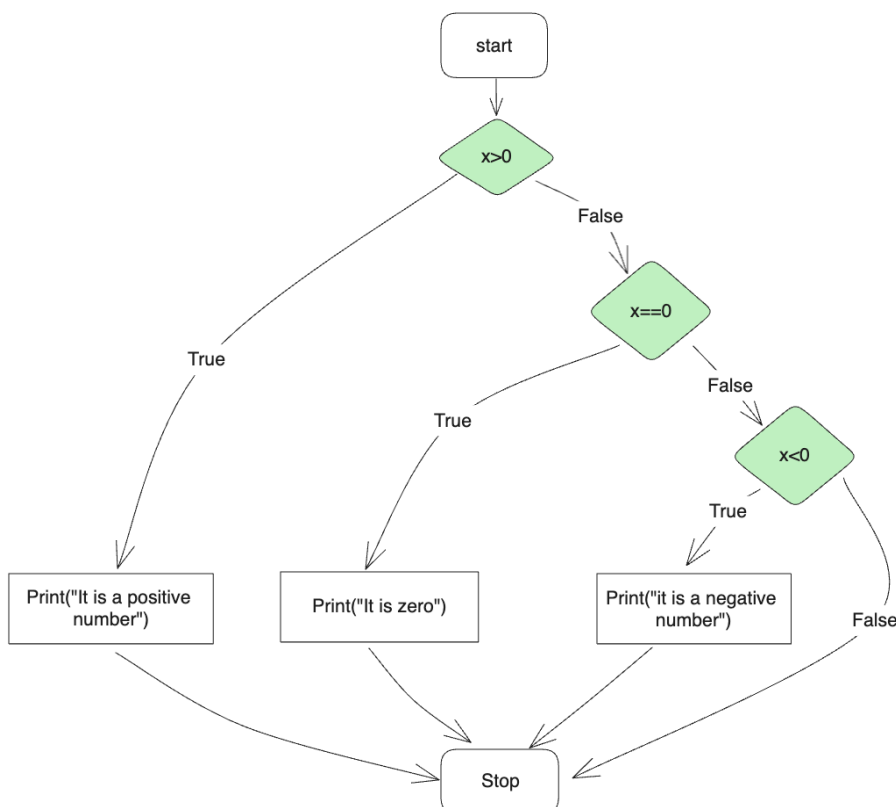 start
x>0
False
x==0
True
False
True
x<0
True
Print("It is a positive
number")
Print("It is zero")
Print("it is a negative
number")
False
Stop